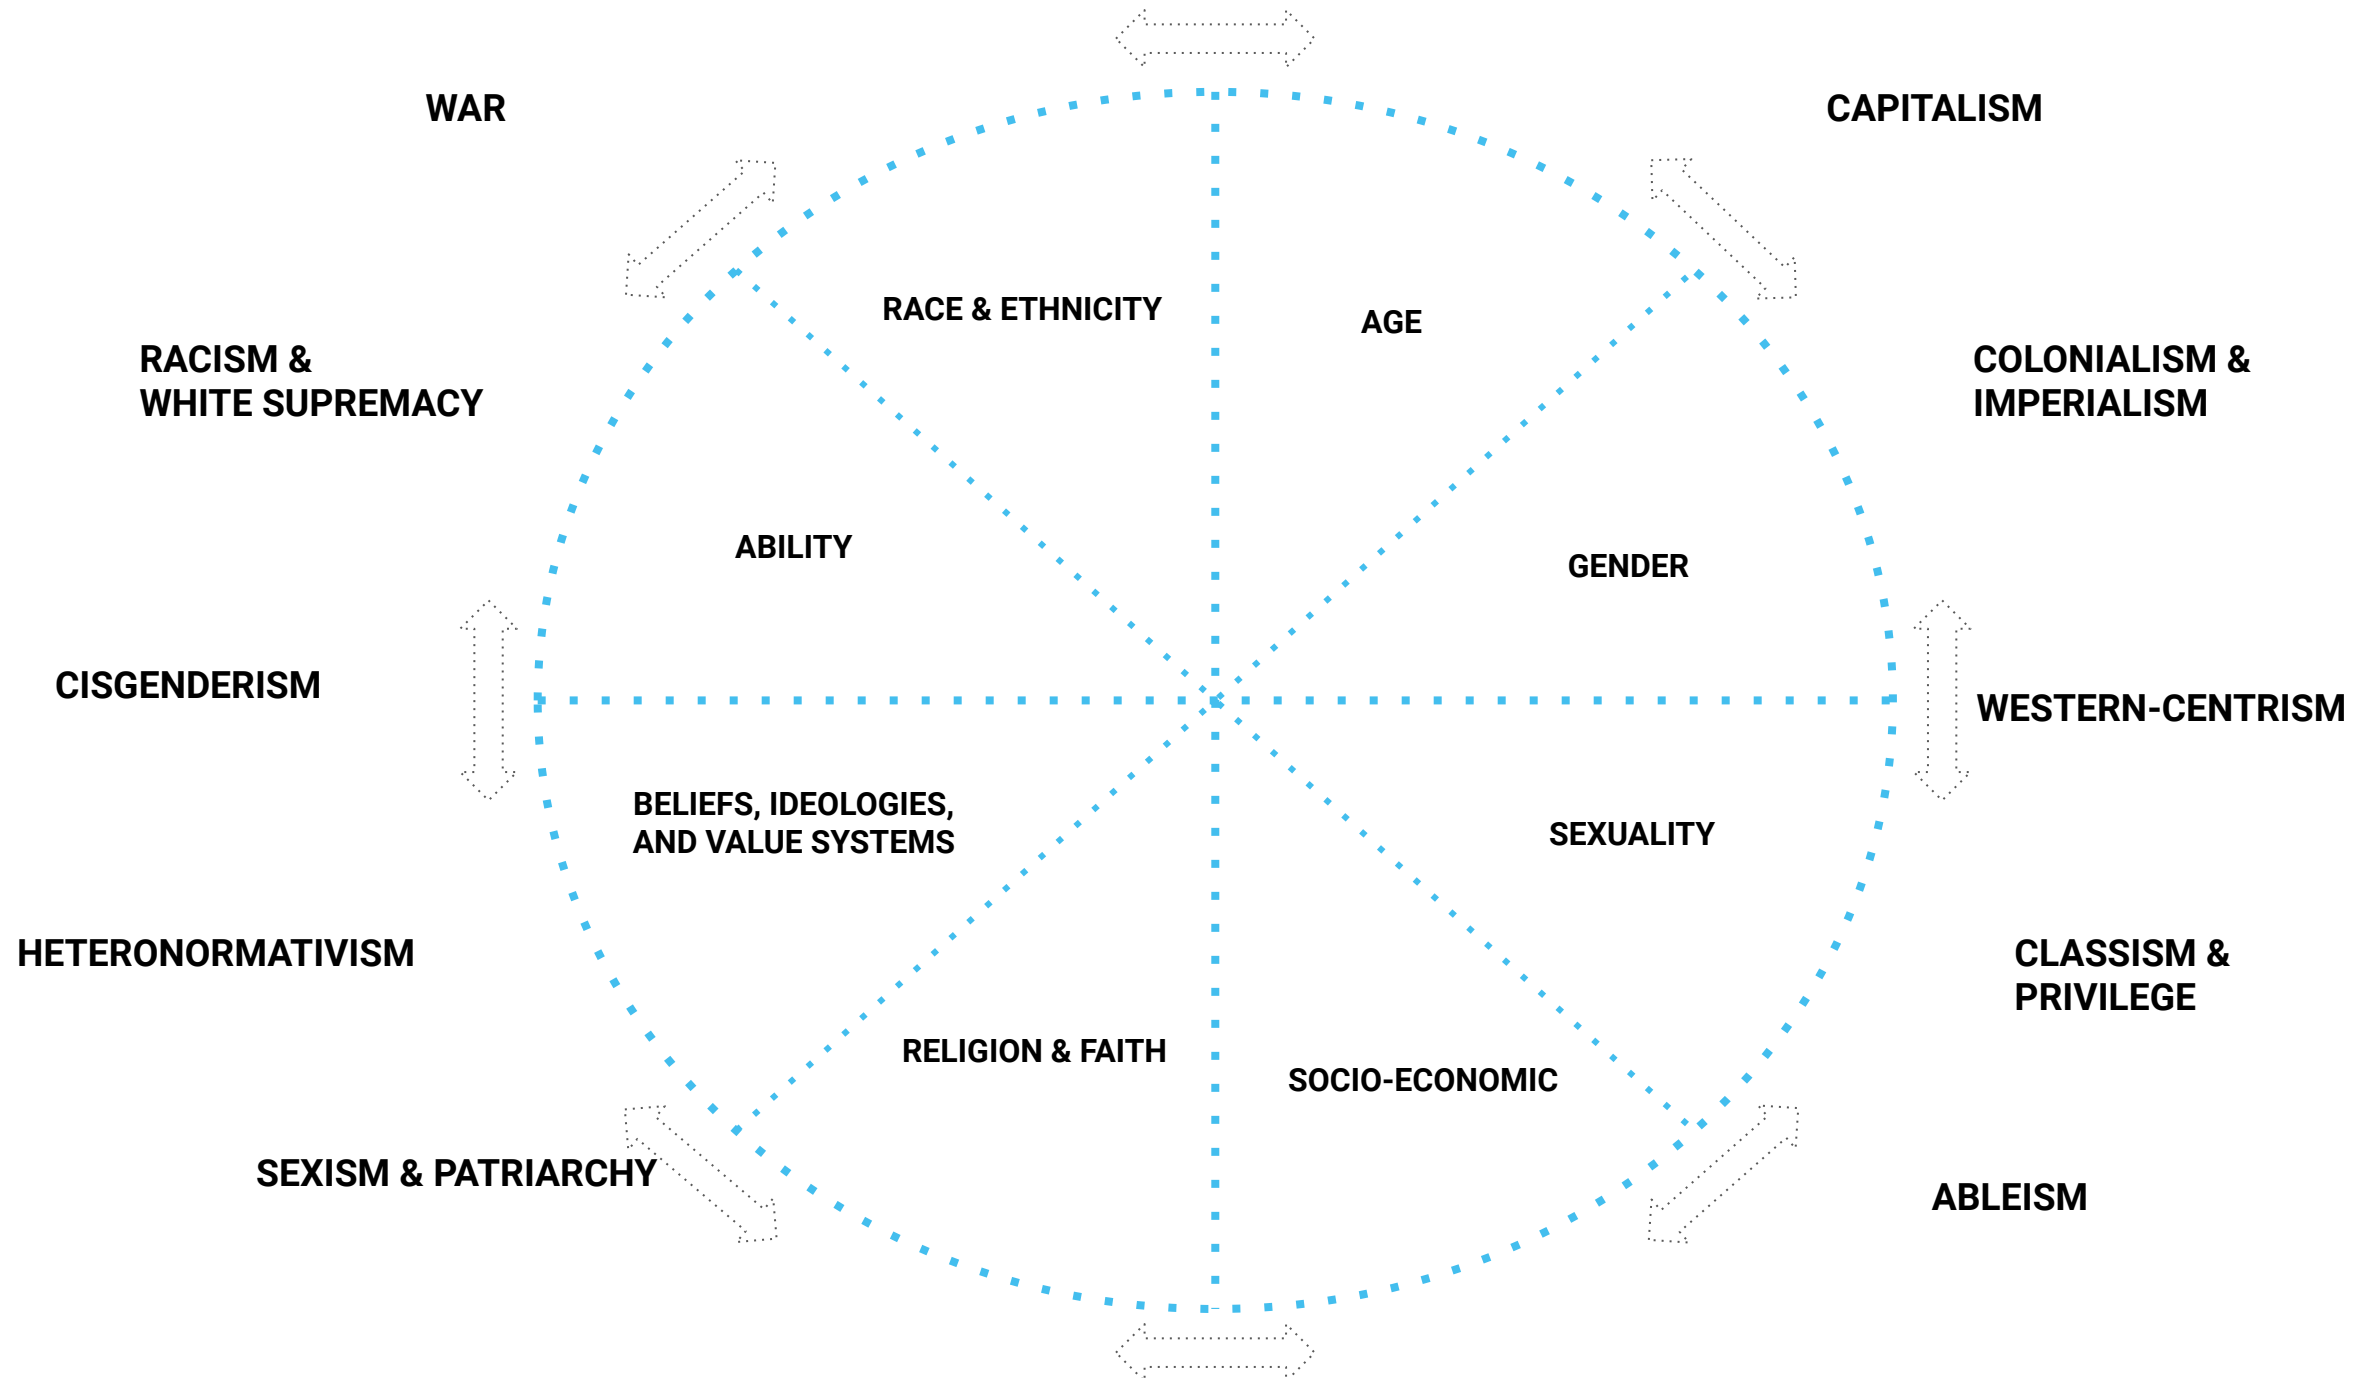 WAR
CAPITALISM
RACE & ETHNICITY
AGE
RACISM &
WHITE SUPREMACY
COLONIALISM &
IMPERIALISM
ABILITY
GENDER
CISGENDERISM
WESTERN-CENTRISM
BELIEFS, IDEOLOGIES,
AND VALUE SYSTEMS
SEXUALITY
HETERONORMATIVISM
CLASSISM &
PRIVILEGE
RELIGION & FAITH
SOCIO-ECONOMIC
SEXISM & PATRIARCHY
ABLEISM